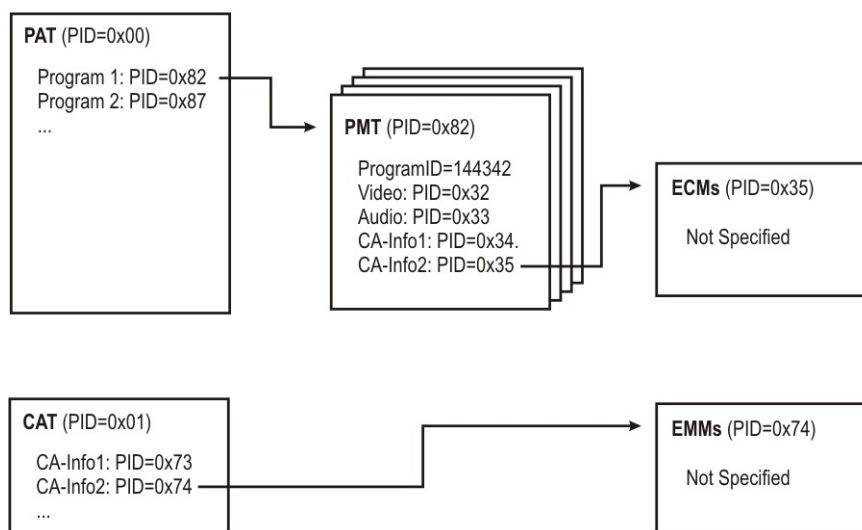 PAT (PID=0x00)
Program 1: PID=0x82
Program 2: PID=0x87
...
PMT (PID=0x82)
ProgramID=144342
Video: PID=0x32
Audio: PID=0x33
CA-Info1: PID=0x34.
CA-Info2: PID=0x35
ECMs (PID=0x35)
Not Specified
CAT (PID=0x01)
CA-Info1: PID=0x73
CA-Info2: PID=0x74
...
EMMs (PID=0x74)
Not Specified